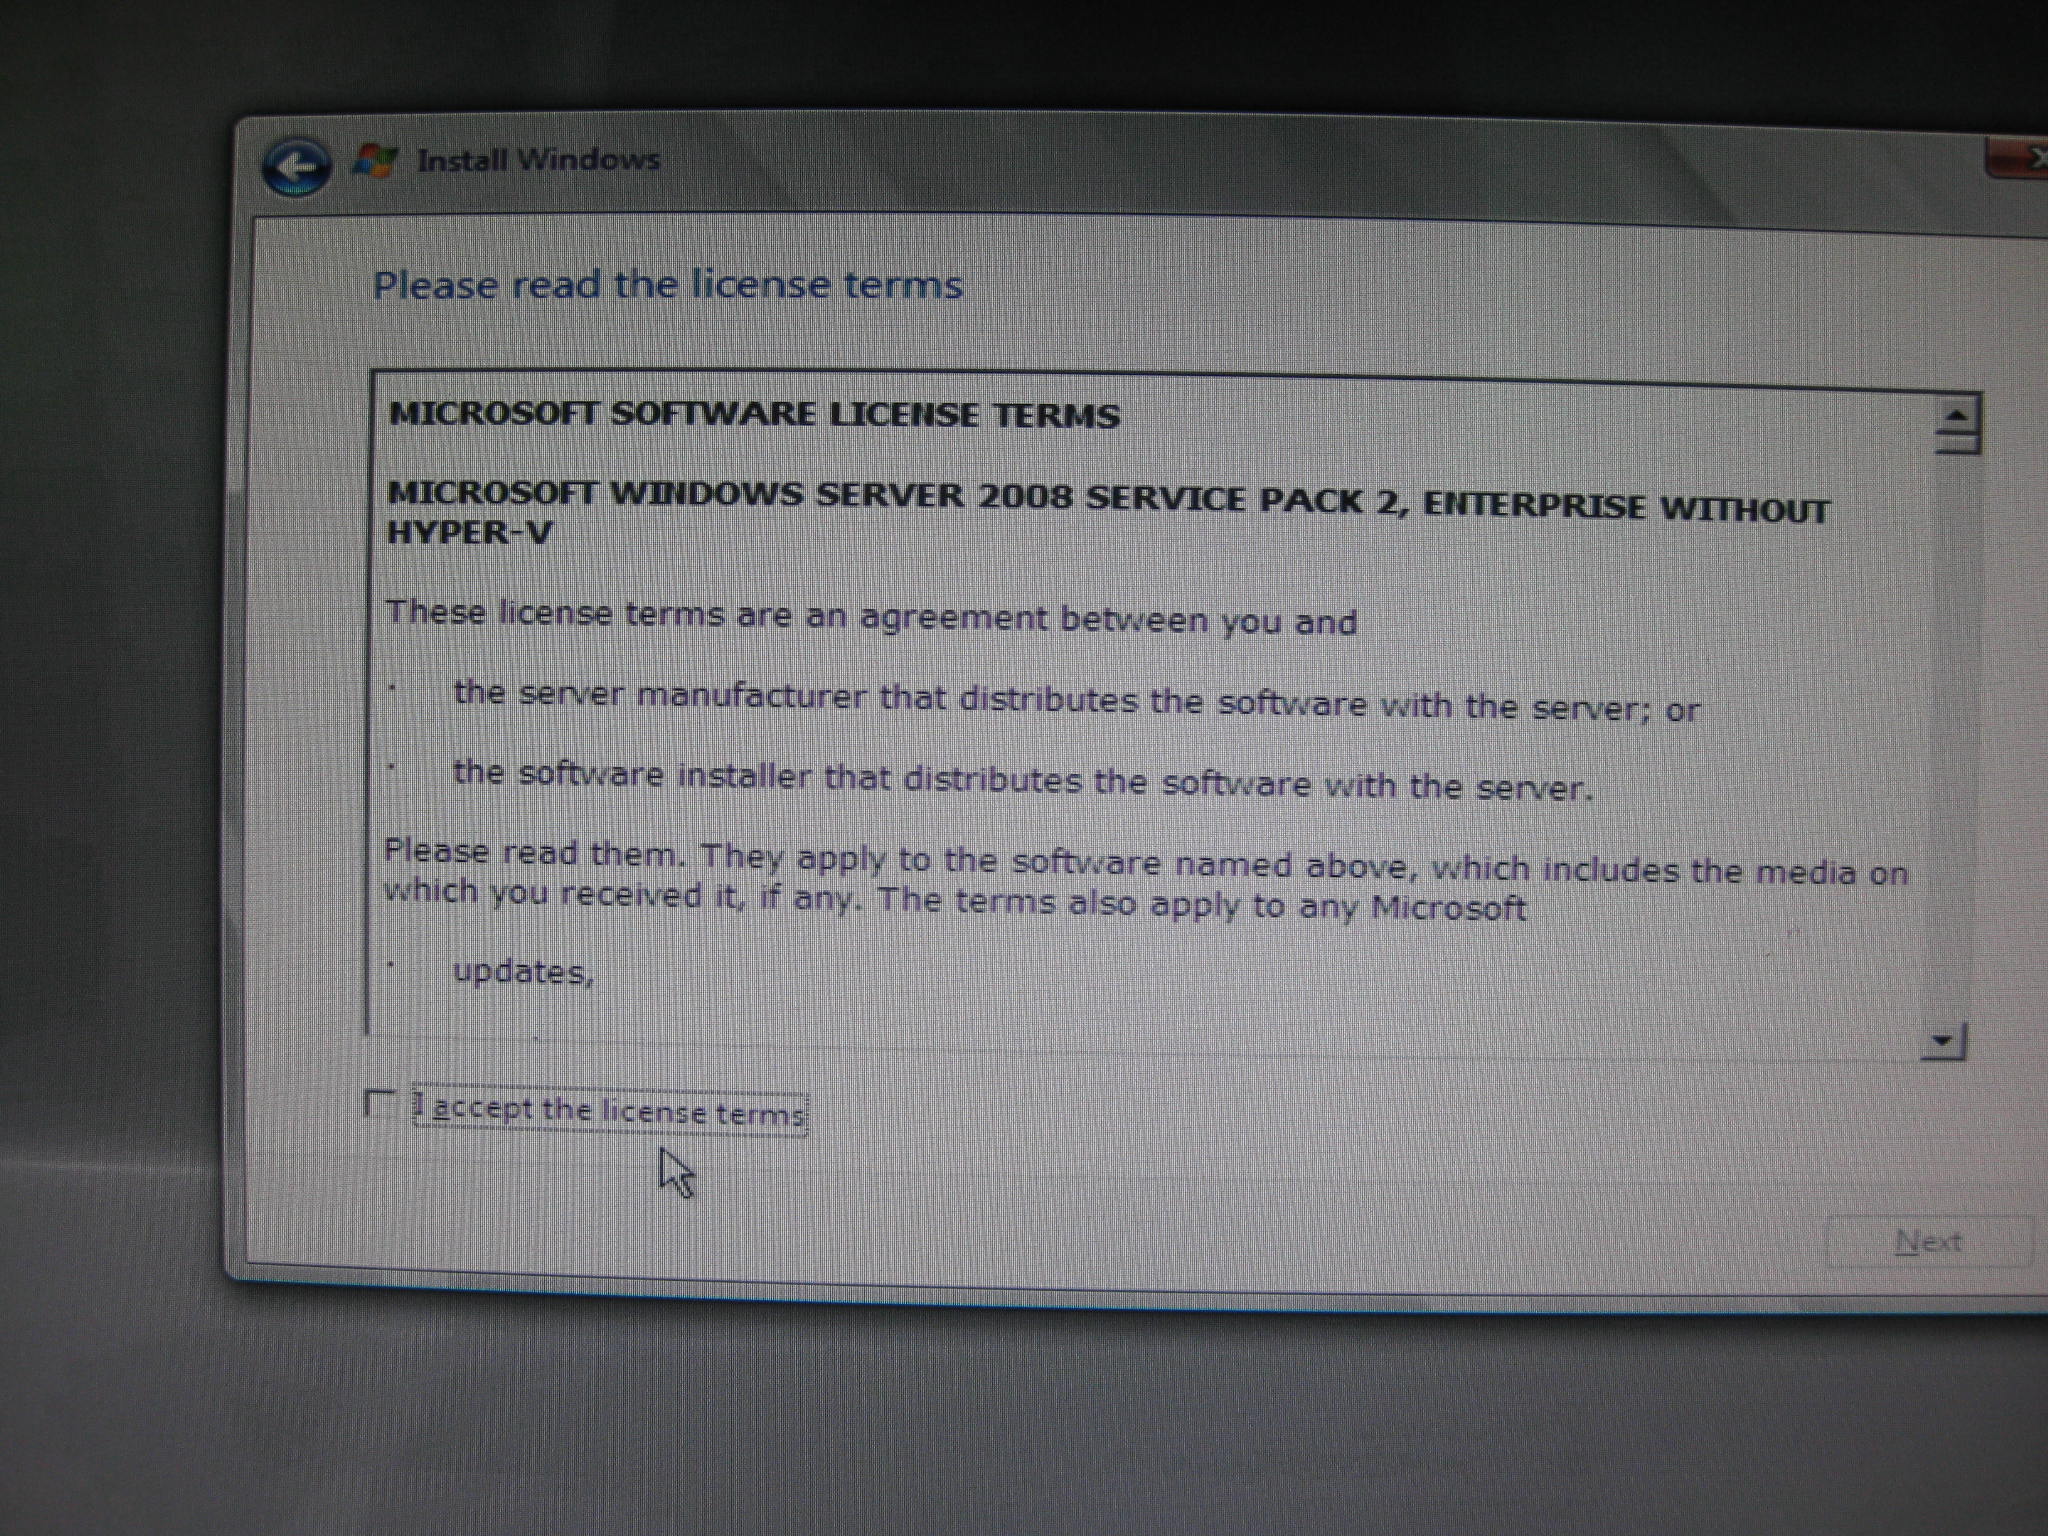 Install Windows
Please read the license terms
MICROSOFT SOFTWARE LICENSE TERMS
MICROSOFT WINDOWS SERVER 2008 SERVICE PACK 2, ENTERPRISE WITHOUT
HYPER-V
These license terms are an agreement between you and
· the server manufacturer that distributes the software with the server; or
· the software installer that distributes the software with the server.
Please read them. They apply to the software named above, which includes the media on
which you received it, if any. The terms also apply to any Microsoft
· updates,
I accept the license terms
Next